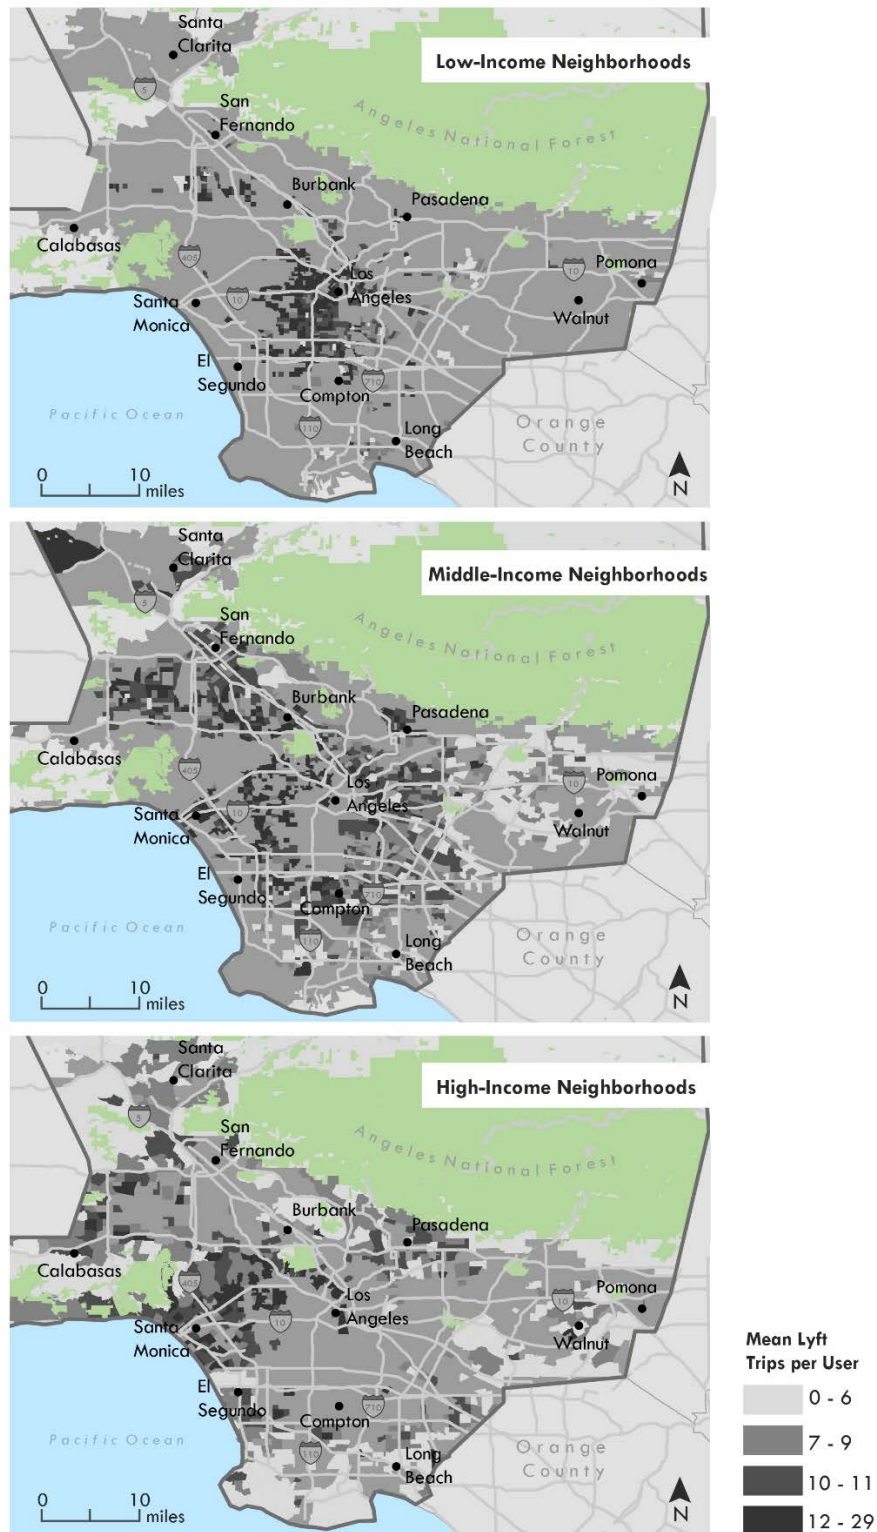 Santa
Clarita
Low-Income Neighborhoods
5
San
Fernando
Angeles National Forest
Burbank
Pasadena
Calabasas
405
Los
Angeles
10
10
Pomona
Santa
Monica
Walnut
El
Segundo
710
Compton
Pacific Ocean
110
Long
Beach
Orange
County
0 10
miles
N
Santa
Clarita
Middle-Income Neighborhoods
5
San
Fernando
Angeles National Forest
Burbank
Pasadena
Calabasas
405
Los
Angeles
10
10
Pomona
Santa
Monica
Walnut
El
Segundo
710
Compton
Pacific Ocean
110
Long
Beach
Orange
County
0 10
miles
N
Santa
Clarita
High-Income Neighborhoods
5
San
Fernando
Angeles National Forest
Burbank
Pasadena
Calabasas
405
Los
Angeles
10
10
Pomona
Santa
Monica
Walnut
El
Segundo
710
Compton
Pacific Ocean
110
Long
Beach
Orange
County
0 10
miles
N
Mean Lyft
Trips per User
0 - 6
7 - 9
10 - 11
12 - 29